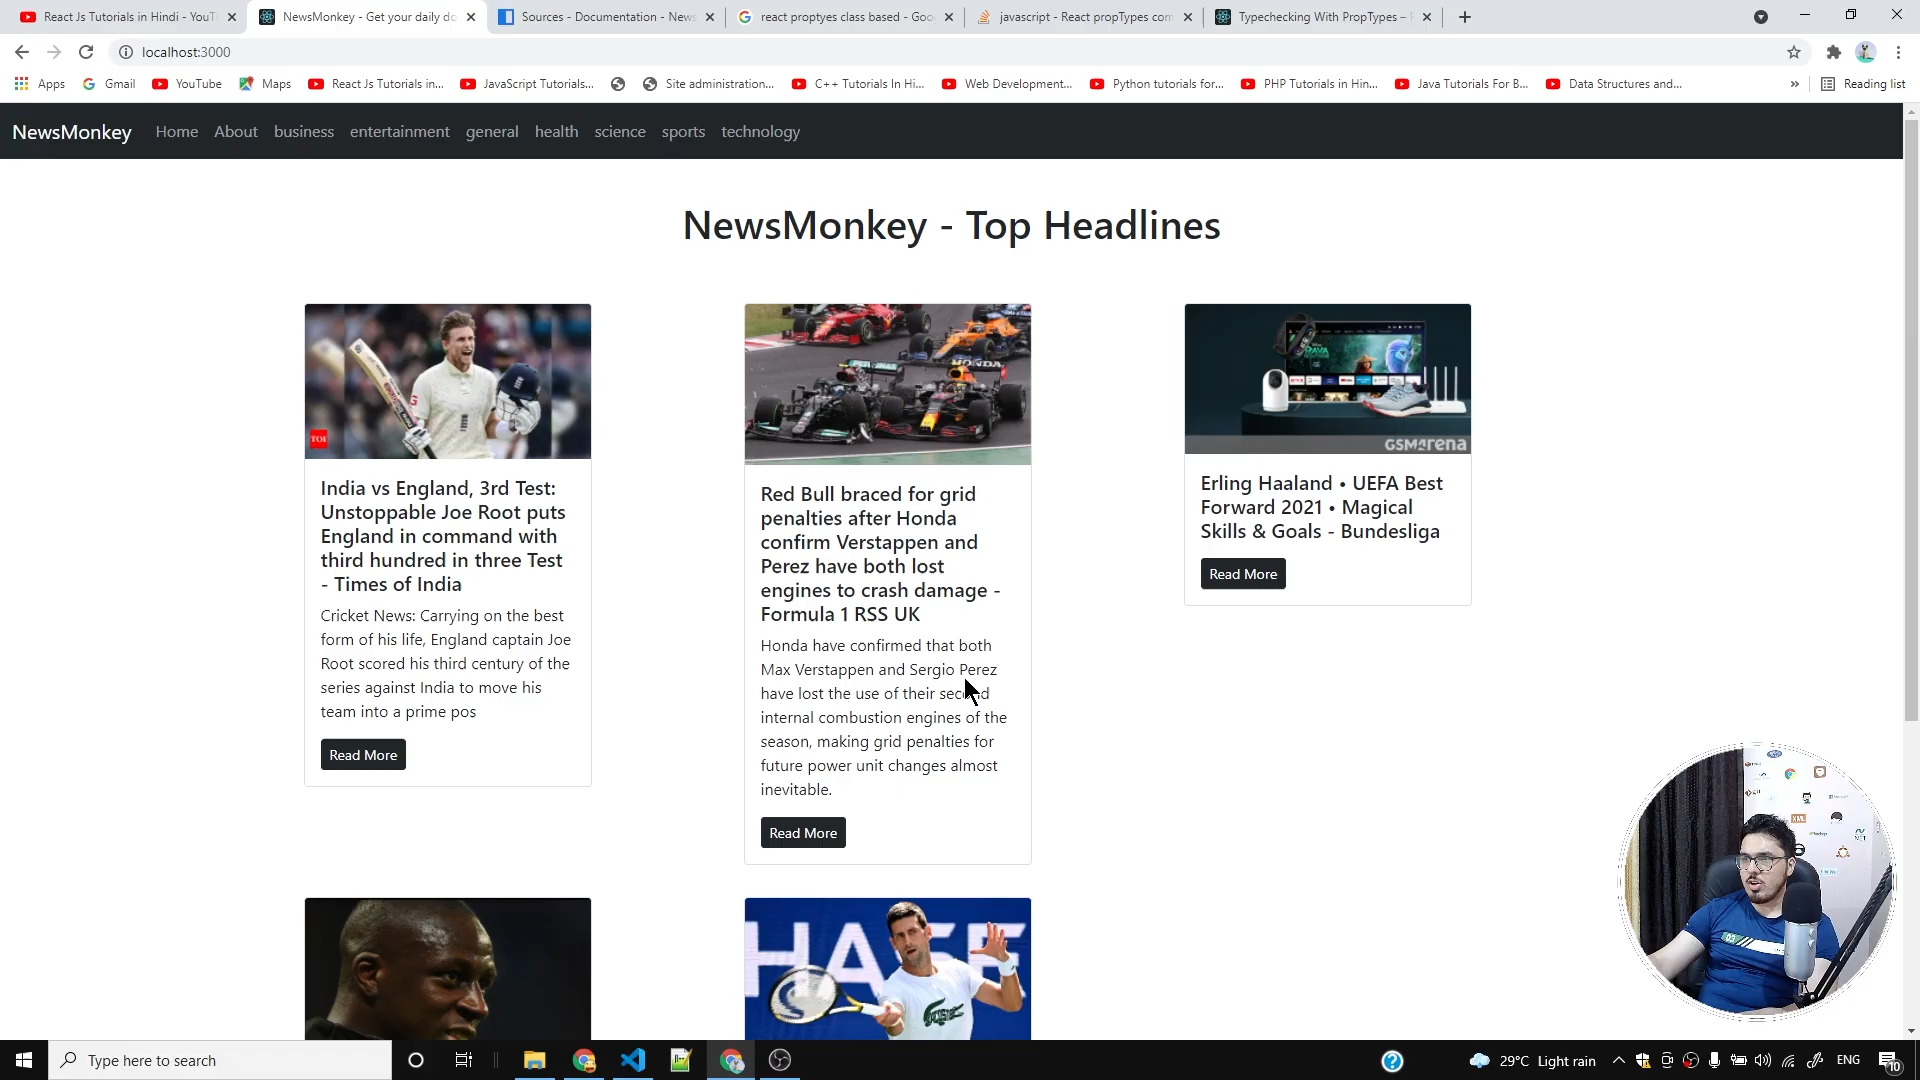 React Js Tutorials in Hindi - YouT
NewsMonkey - Get your daily do
Sources - Documentation - News
react proptyes class based - Goo
javascript - React propTypes com
Typechecking With PropTypes –
localhost:3000
Apps
Gmail
YouTube
Maps
React Js Tutorials in...
JavaScript Tutorials...
Site administration...
C++ Tutorials In Hi...
Web Development...
Python tutorials for...
PHP Tutorials in Hin...
Java Tutorials For B...
Data Structures and...
»
Reading list
NewsMonkey Home About business entertainment general health science sports technology
NewsMonkey - Top Headlines
TOI
India vs England, 3rd Test:
Unstoppable Joe Root puts
England in command with
third hundred in three Test
- Times of India
Cricket News: Carrying on the best
form of his life, England captain Joe
Root scored his third century of the
series against India to move his
team into a prime pos
Read More
HONDA
Red Bull braced for grid
penalties after Honda
confirm Verstappen and
Perez have both lost
engines to crash damage -
Formula 1 RSS UK
Honda have confirmed that both
Max Verstappen and Sergio Perez
have lost the use of their second
internal combustion engines of the
season, making grid penalties for
future power unit changes almost
inevitable.
Read More
RAYA
GSMarena
Erling Haaland • UEFA Best
Forward 2021 • Magical
Skills & Goals - Bundesliga
Read More
HASE
XML
.NET
03
Type here to search
29°C Light rain
ENG
10